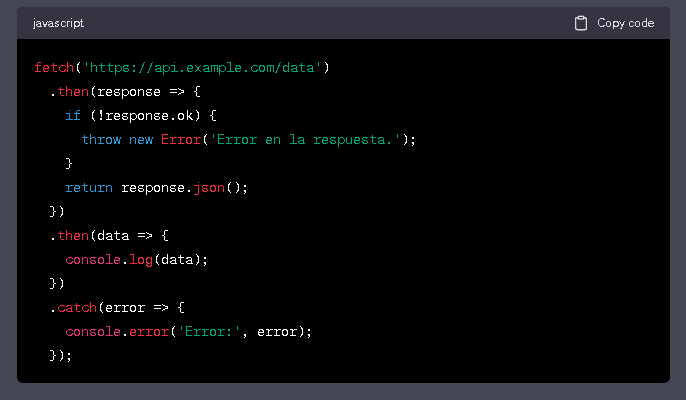 javascript
Copy code
fetch('https://api.example.com/data')
  .then(response => {
    if (!response.ok) {
      throw new Error('Error en la respuesta.');
    }
    return response.json();
  })
  .then(data => {
    console.log(data);
  })
  .catch(error => {
    console.error('Error:', error);
  });